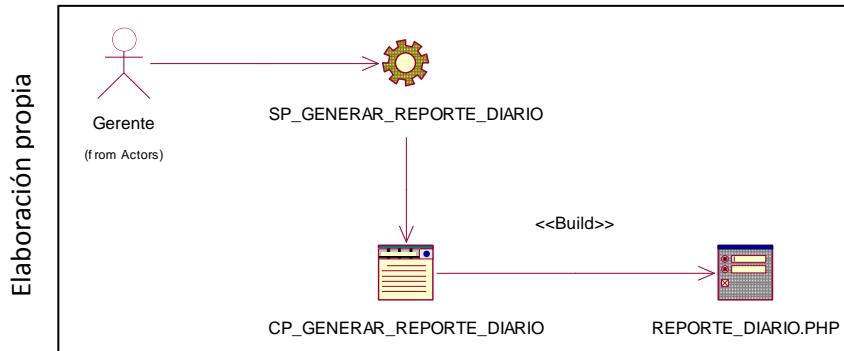 Elaboración propia
Gerente
(from Actors)
SP_GENERAR_REPORTE_DIARIO
<<Build>>
CP_GENERAR_REPORTE_DIARIO
REPORTE_DIARIO.PHP